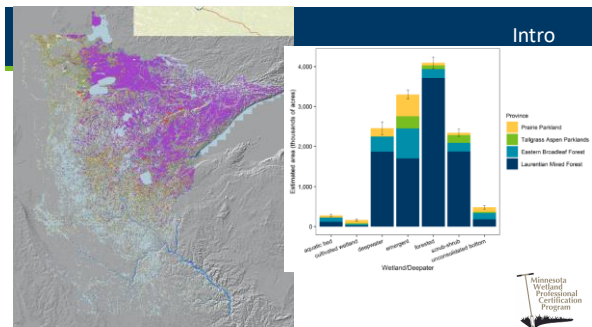 Intro
Estimated area (thousands of acres)
4,000
3,000
2,000
1,000
0
aquatic bed
cultivated wetland
deepwater
emergent
forested
scrub-shrub
unconsolidated bottom
Wetland/Deepater
Province
Prairie Parkland
Tallgrass Aspen Parklands
Eastern Broadleaf Forest
Laurentian Mixed Forest
Minnesota
Wetland
Professional
Certification
Program